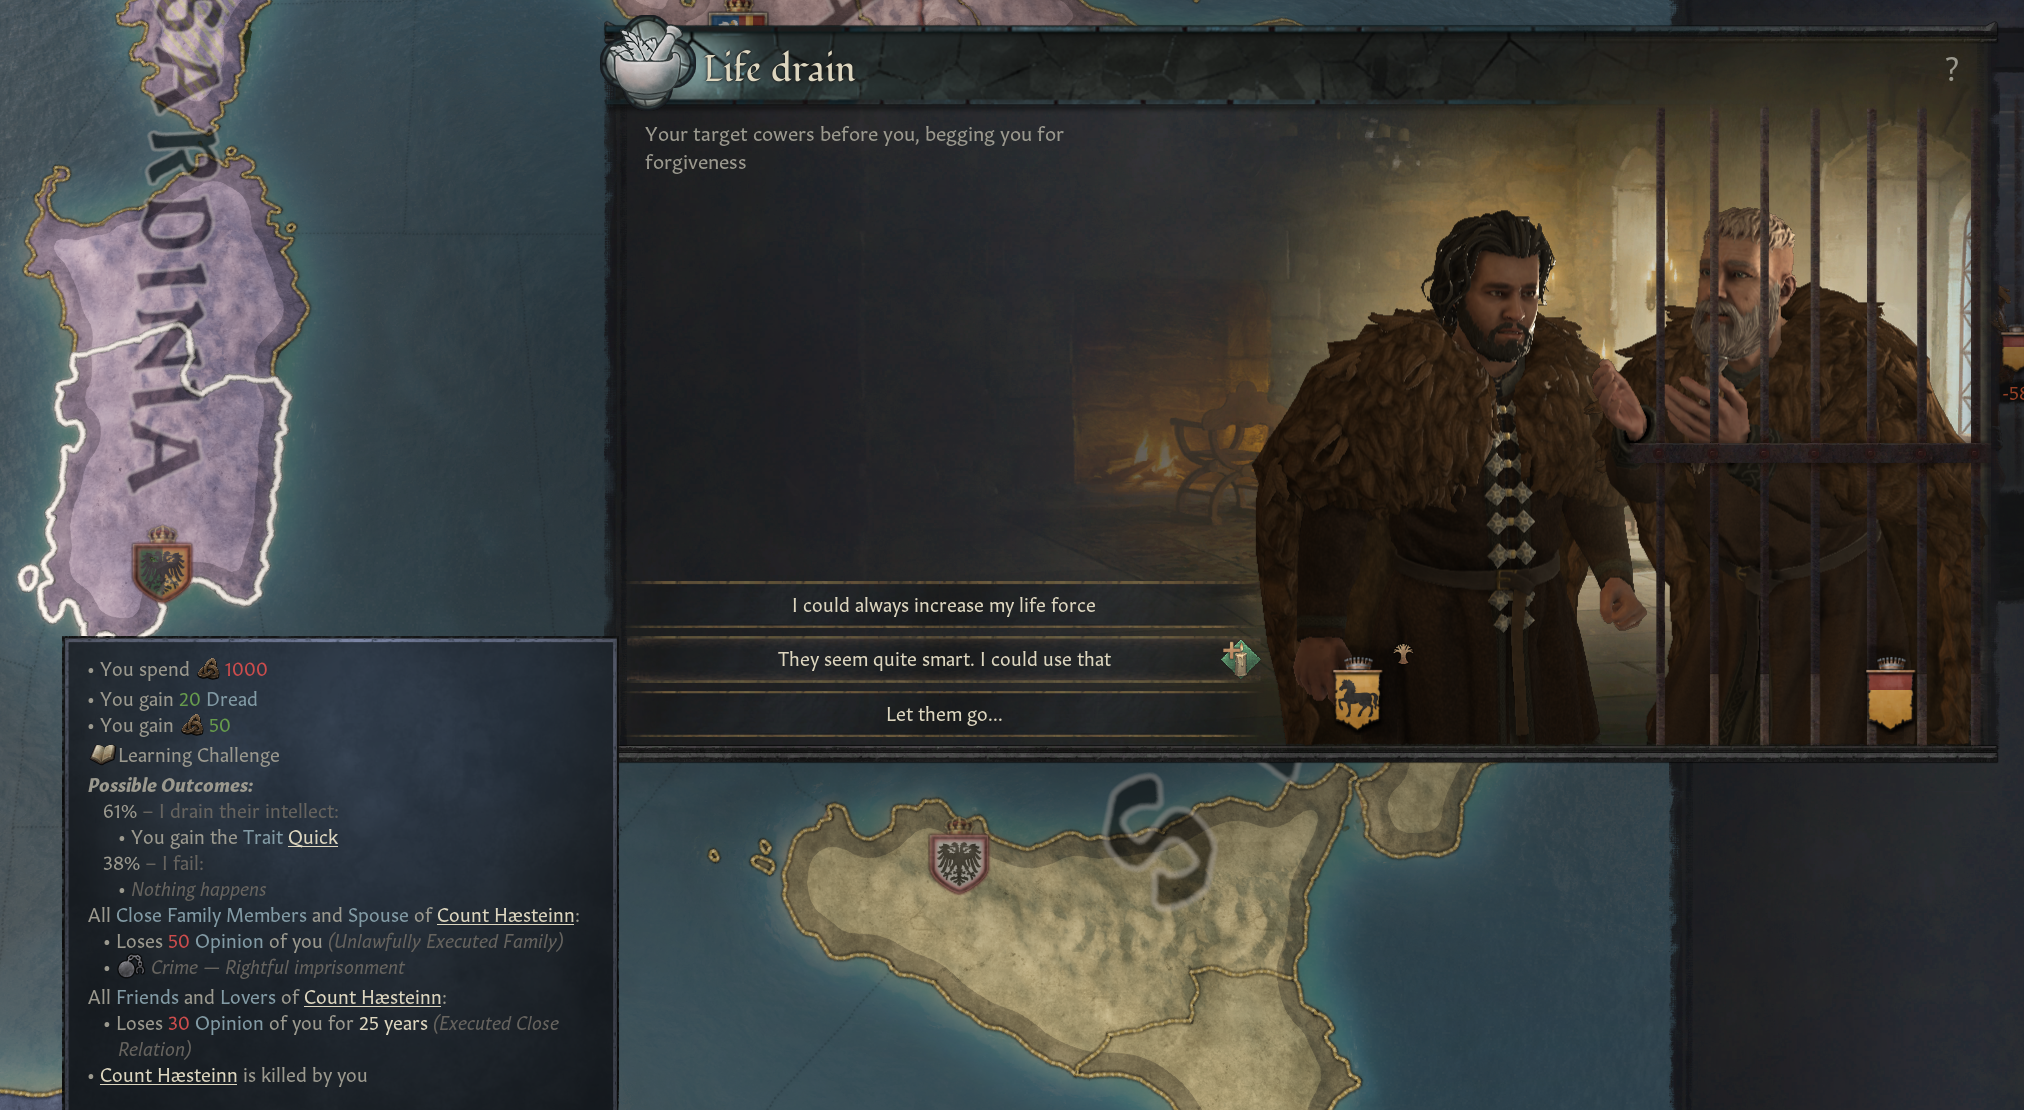 SARDINIA
Life drain
?
Your target cowers before you, begging you for
forgiveness
-58
I could always increase my life force
They seem quite smart. I could use that
Let them go...
• You spend 1000
• You gain 20 Dread
• You gain 50
Learning Challenge
Possible Outcomes:
61% – I drain their intellect:
• You gain the Trait Quick
38% – I fail:
• Nothing happens
All Close Family Members and Spouse of Count Hæsteinn:
• Loses 50 Opinion of you (Unlawfully Executed Family)
• Crime — Rightful imprisonment
All Friends and Lovers of Count Hæsteinn:
• Loses 30 Opinion of you for 25 years (Executed Close
Relation)
• Count Hæsteinn is killed by you
S